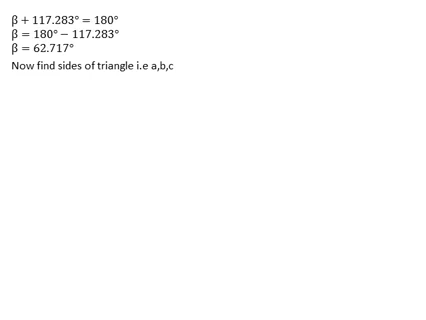 β + 117.283° = 180°
β = 180° − 117.283°
β = 62.717°
Now find sides of triangle i.e a,b,c